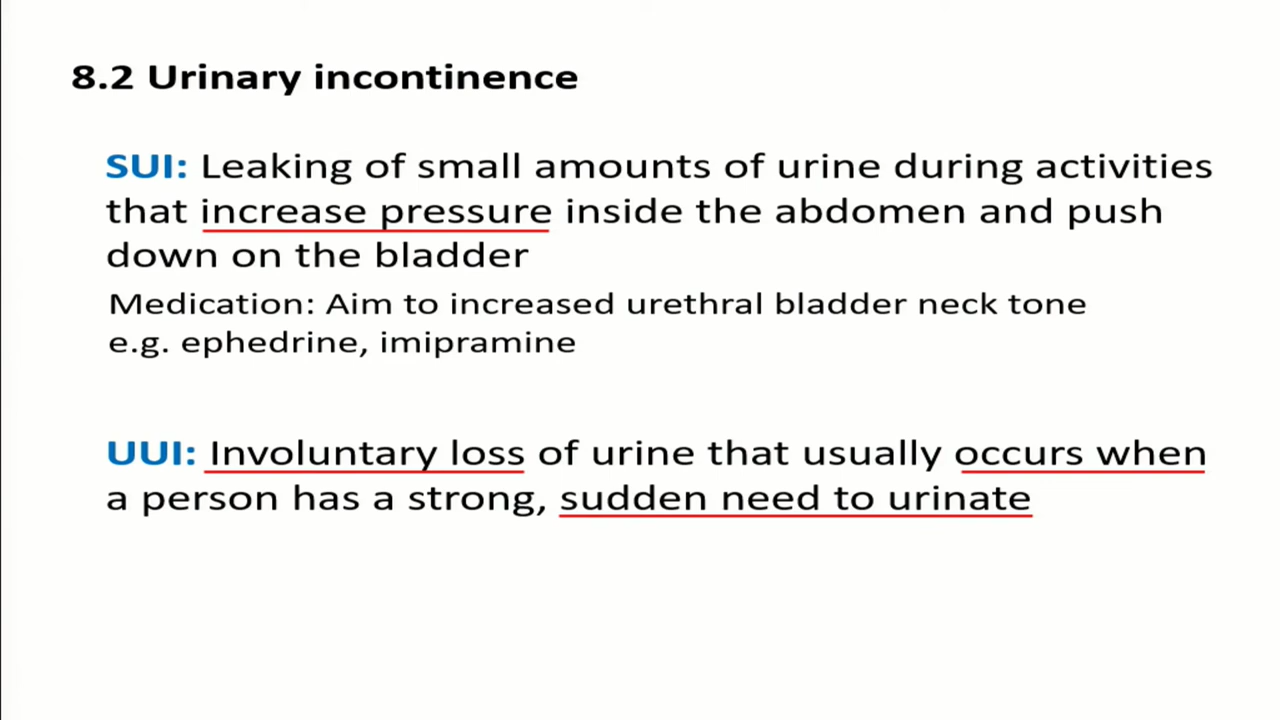 8.2 Urinary incontinence
SUI: Leaking of small amounts of urine during activities
that increase pressure inside the abdomen and push
down on the bladder
Medication: Aim to increased urethral bladder neck tone
e.g. ephedrine, imipramine
UUI: Involuntary loss of urine that usually occurs when
a person has a strong, sudden need to urinate